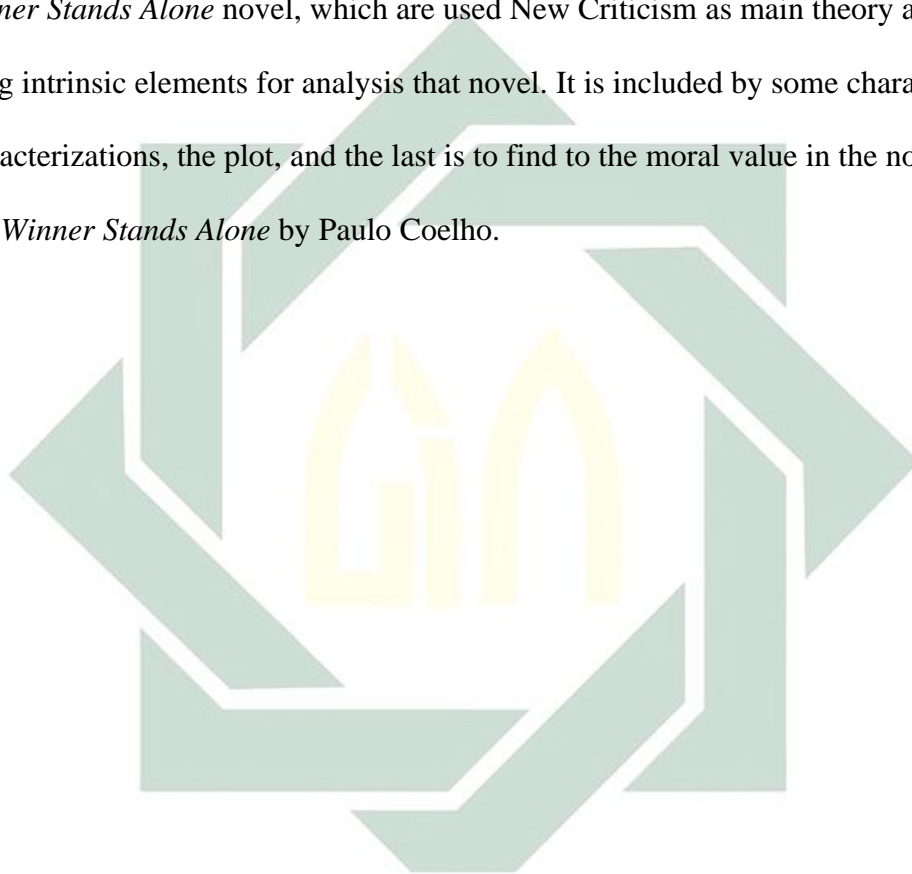 ner Stands Alone novel, which are used New Criticism as main theory a
g intrinsic elements for analysis that novel. It is included by some chara
acterizations, the plot, and the last is to find to the moral value in the no
Winner Stands Alone by Paulo Coelho.